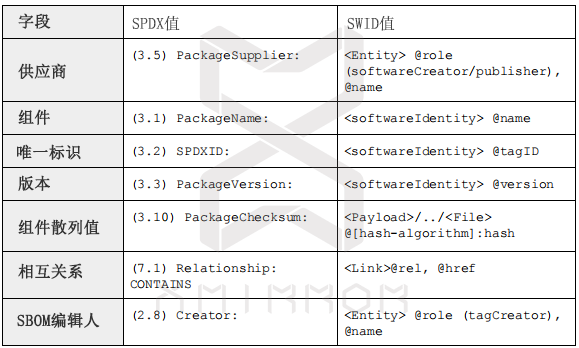 字段 SPDX值 SWID值
供应商 (3.5) PackageSupplier: <Entity> @role
(softwareCreator/publisher),
@name
组件 (3.1) PackageName: <softwareIdentity> @name
唯一标识 (3.2) SPDXID: <softwareIdentity> @tagID
版本 (3.3) PackageVersion: <softwareIdentity> @version
组件散列值 (3.10) PackageChecksum: <Payload>/../<File>
@[hash-algorithm]:hash
相互关系 (7.1) Relationship: <Link>@rel, @href
CONTAINS
SBOM编辑人 (2.8) Creator: <Entity> @role (tagCreator),
@name
AMIRROR